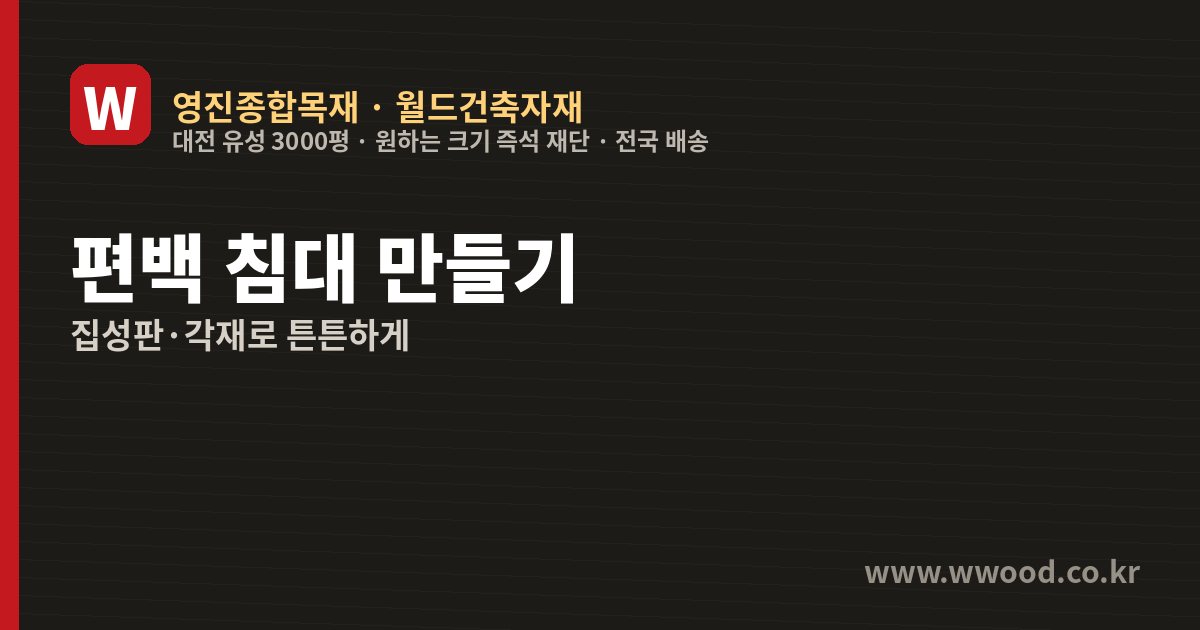 W
영진종합목재 · 월드건축자재
대전 유성 3000평 · 원하는 크기 즉석 재단 · 전국 배송
편백 침대 만들기
집성판·각재로 튼튼하게
www.wwood.co.kr